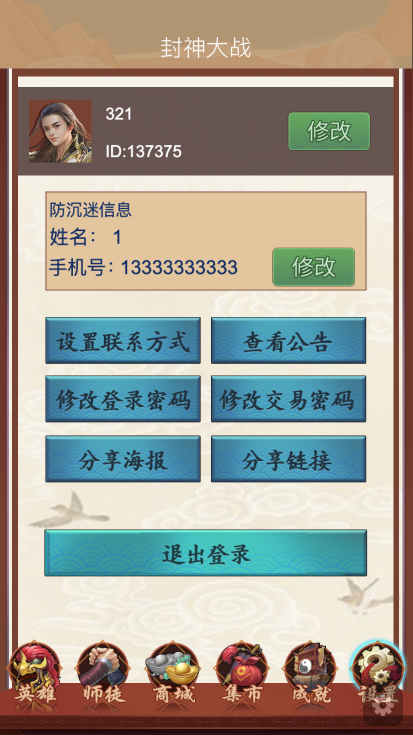 封神大战
321
修改
ID:137375
防沉迷信息
姓名： 1
手机号：13333333333
修改
设置联系方式 查看公告
修改登录密码 修改交易密码
分享海报 分享链接
退出登录
英雄 师徒 商城 集市 成就 设置